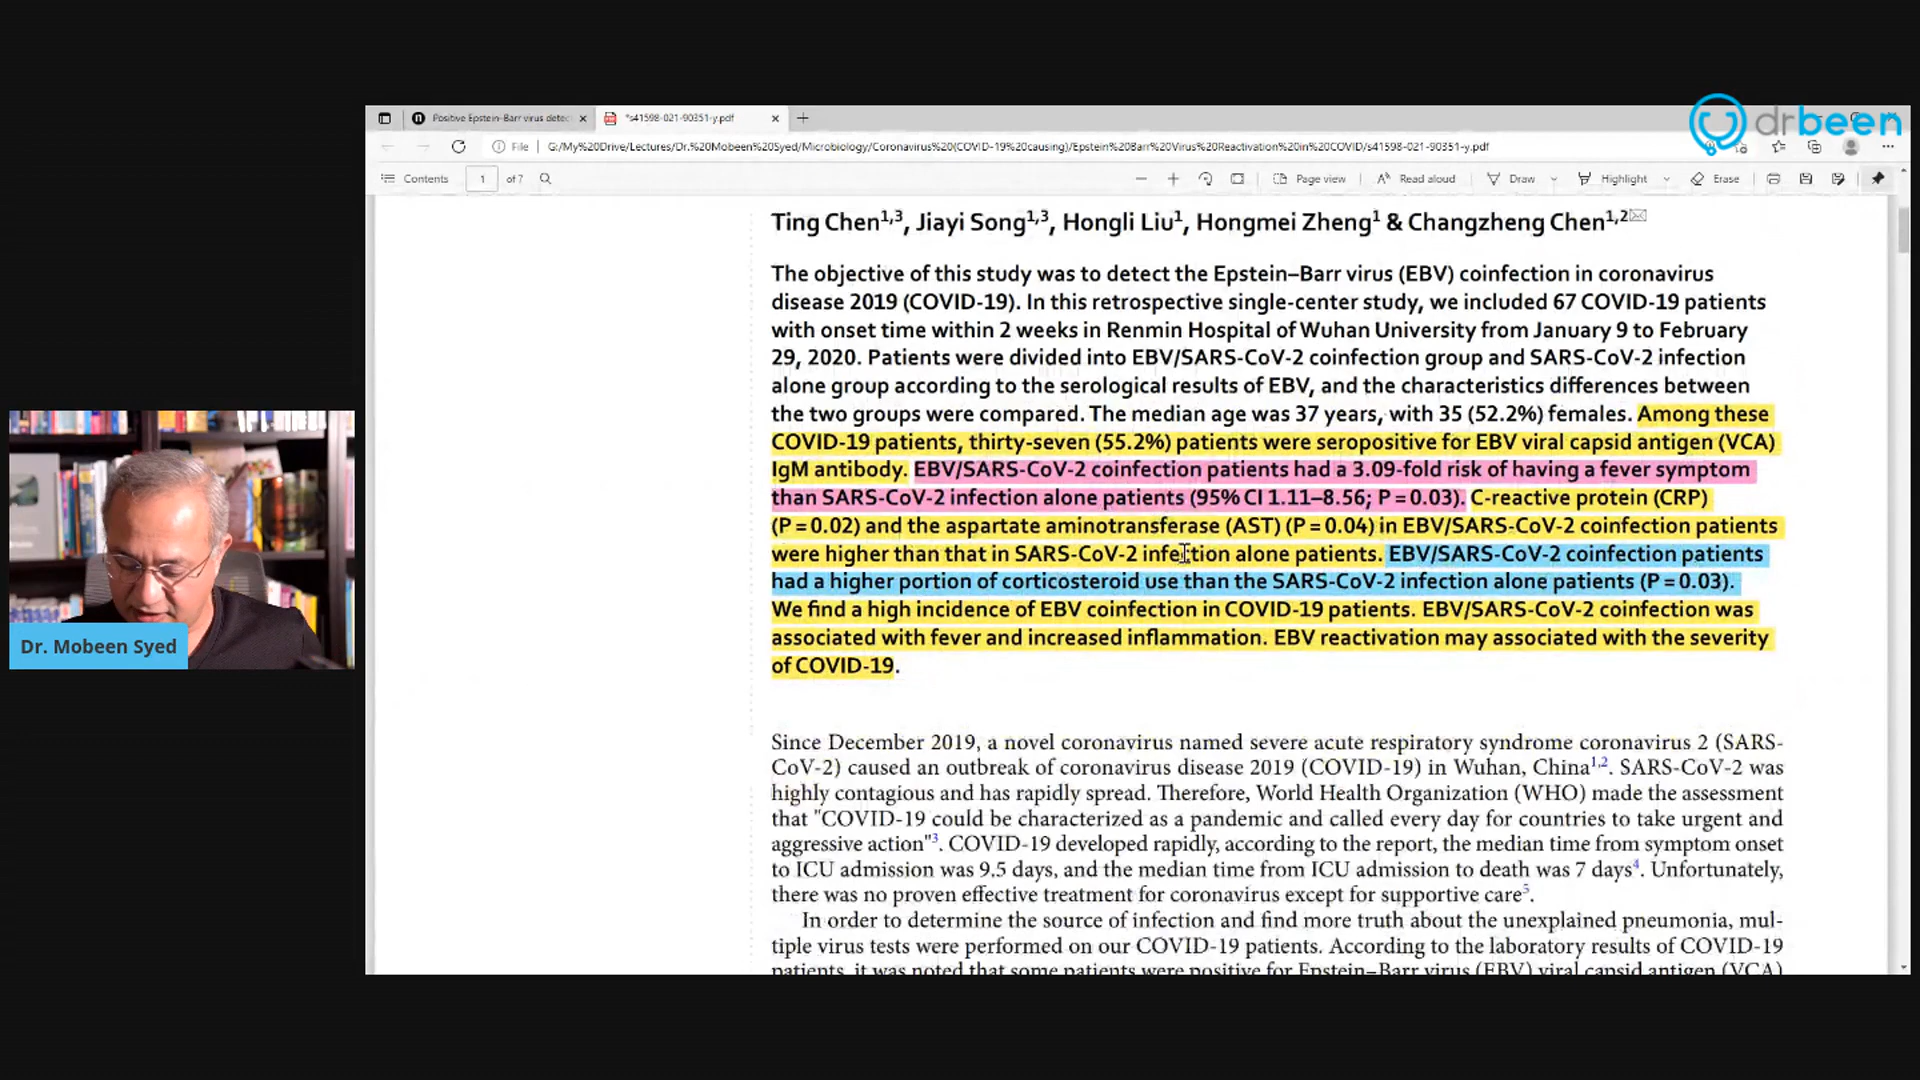 drbeen
Positive Epstein-Barr virus detec
*s41598-021-90351-y.pdf
File
G:/My%20Drive/Lectures/Dr.%20Mobeen%20Syed/Microbiology/Coronavirus%20(COVID-19%20causing)/Epstein%20Barr%20Virus%20Reactivation%20in%20COVID/s41598-021-90351-y.pdf
Contents
1
of 7
Page view
Read aloud
Draw
Highlight
Erase
Ting Chen1,3, Jiayi Song1,3, Hongli Liu1, Hongmei Zheng1 & Changzheng Chen1,2
The objective of this study was to detect the Epstein–Barr virus (EBV) coinfection in coronavirus
disease 2019 (COVID-19). In this retrospective single-center study, we included 67 COVID-19 patients
with onset time within 2 weeks in Renmin Hospital of Wuhan University from January 9 to February
29, 2020. Patients were divided into EBV/SARS-CoV-2 coinfection group and SARS-CoV-2 infection
alone group according to the serological results of EBV, and the characteristics differences between
the two groups were compared. The median age was 37 years, with 35 (52.2%) females. Among these
COVID-19 patients, thirty-seven (55.2%) patients were seropositive for EBV viral capsid antigen (VCA)
IgM antibody. EBV/SARS-CoV-2 coinfection patients had a 3.09-fold risk of having a fever symptom
than SARS-CoV-2 infection alone patients (95% CI 1.11–8.56; P = 0.03). C-reactive protein (CRP)
(P = 0.02) and the aspartate aminotransferase (AST) (P = 0.04) in EBV/SARS-CoV-2 coinfection patients
were higher than that in SARS-CoV-2 infection alone patients. EBV/SARS-CoV-2 coinfection patients
had a higher portion of corticosteroid use than the SARS-CoV-2 infection alone patients (P = 0.03).
We find a high incidence of EBV coinfection in COVID-19 patients. EBV/SARS-CoV-2 coinfection was
associated with fever and increased inflammation. EBV reactivation may associated with the severity
of COVID-19.
Since December 2019, a novel coronavirus named severe acute respiratory syndrome coronavirus 2 (SARS-
CoV-2) caused an outbreak of coronavirus disease 2019 (COVID-19) in Wuhan, China1,2. SARS-CoV-2 was
highly contagious and has rapidly spread. Therefore, World Health Organization (WHO) made the assessment
that "COVID-19 could be characterized as a pandemic and called every day for countries to take urgent and
aggressive action"3. COVID-19 developed rapidly, according to the report, the median time from symptom onset
to ICU admission was 9.5 days, and the median time from ICU admission to death was 7 days4. Unfortunately,
there was no proven effective treatment for coronavirus except for supportive care5.
In order to determine the source of infection and find more truth about the unexplained pneumonia, mul-
tiple virus tests were performed on our COVID-19 patients. According to the laboratory results of COVID-19
patients, it was noted that some patients were positive for Epstein–Barr virus (EBV) viral capsid antigen (VCA)
Dr. Mobeen Syed